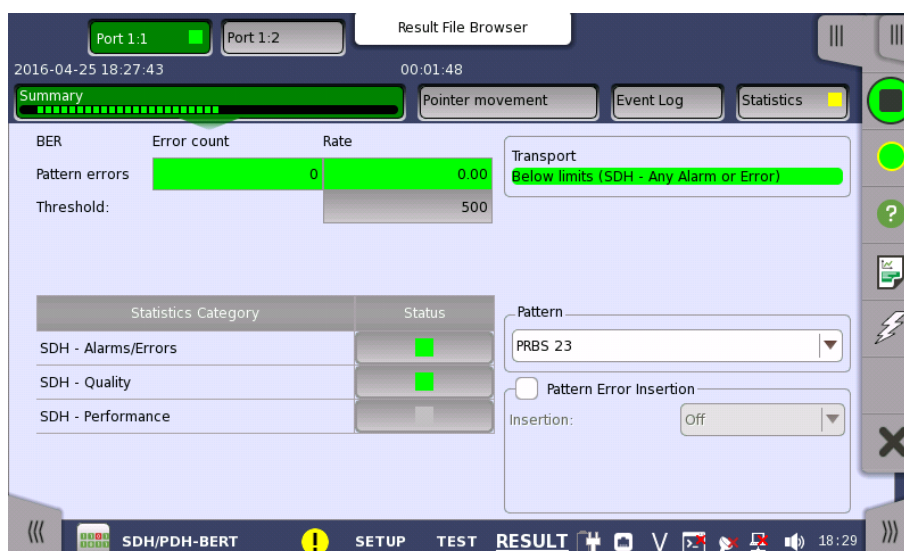 Port 1:1
Port 1:2
Result File Browser
2016-04-25 18:27:43
00:01:48
Summary
Pointer movement
Event Log
Statistics
BER
Error count
Rate
Pattern errors
0
0.00
Threshold:
500
Transport
Below limits (SDH - Any Alarm or Error)
Statistics Category
Status
SDH - Alarms/Errors
SDH - Quality
SDH - Performance
Pattern
PRBS 23
Pattern Error Insertion
Insertion:
Off
SDH/PDH-BERT
SETUP
TEST
RESULT
V
18:29